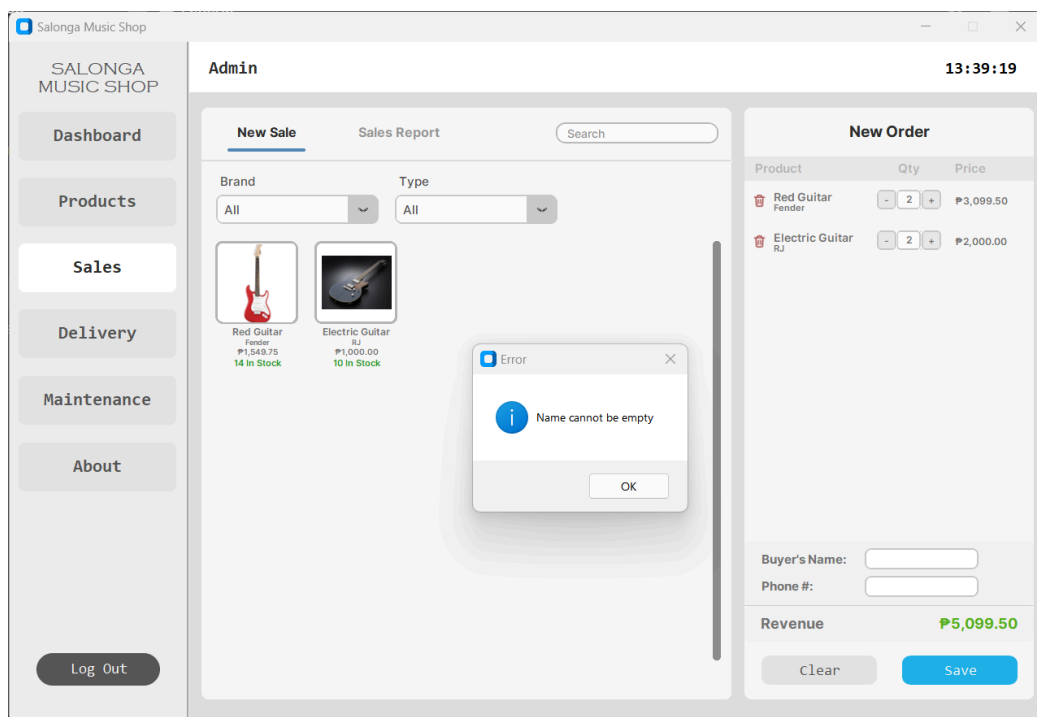 Salonga Music Shop
SALONGA
MUSIC SHOP
Dashboard
Products
Sales
Delivery
Maintenance
About
Log Out
Admin
13:39:19
New Sale
Sales Report
Search
Brand
Type
All
All
Red Guitar
Fender
₱1,549.75
14 In Stock
Electric Guitar
RJ
₱1,000.00
10 In Stock
Error
i
Name cannot be empty
OK
New Order
Product Qty Price
Red Guitar
Fender
- 2 + ₱3,099.50
Electric Guitar
RJ
- 2 + ₱2,000.00
Buyer's Name:
Phone #:
Revenue ₱5,099.50
Clear
Save